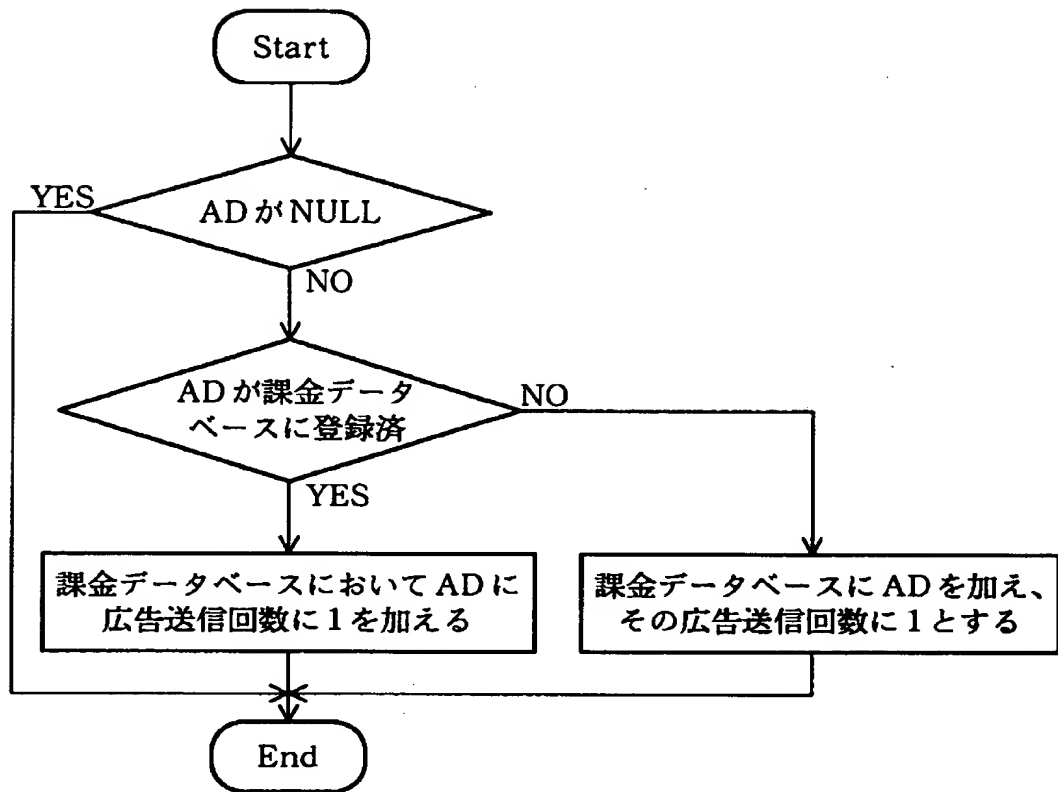 Start
YES
ADがNULL
NO
ADが課金データ
ベースに登録済
NO
YES
課金データベースにおいてADに
広告送信回数に1を加える
課金データベースにADを加え、
その広告送信回数に1とする
End